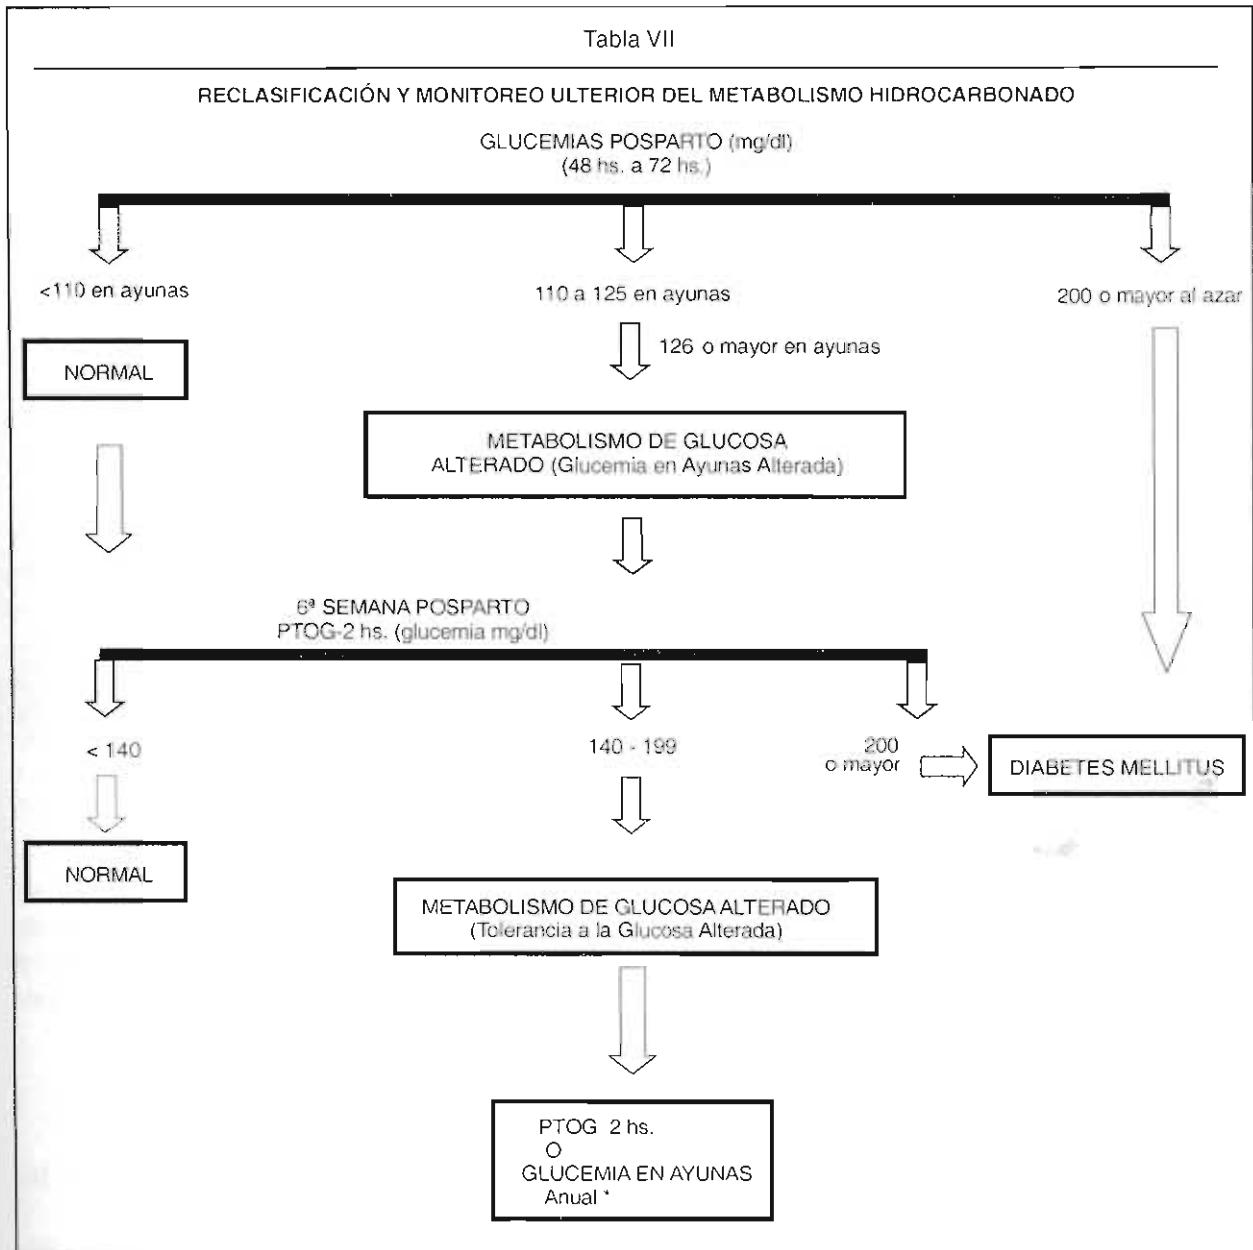 Tabla VII
RECLASIFICACIÓN Y MONITOREO ULTERIOR DEL METABOLISMO HIDROCARBONADO
GLUCEMIAS POSPARTO (mg/dl)
(48 hs. a 72 hs.)
<110 en ayunas
110 a 125 en ayunas
200 o mayor al azar
126 o mayor en ayunas
NORMAL
METABOLISMO DE GLUCOSA
ALTERADO (Glucemia en Ayunas Alterada)
6ª SEMANA POSPARTO
PTOG-2 hs. (glucemia mg/dl)
< 140
140 - 199
200
o mayor
DIABETES MELLITUS
NORMAL
METABOLISMO DE GLUCOSA ALTERADO
(Tolerancia a la Glucosa Alterada)
PTOG 2 hs.
O
GLUCEMIA EN AYUNAS
Anual *